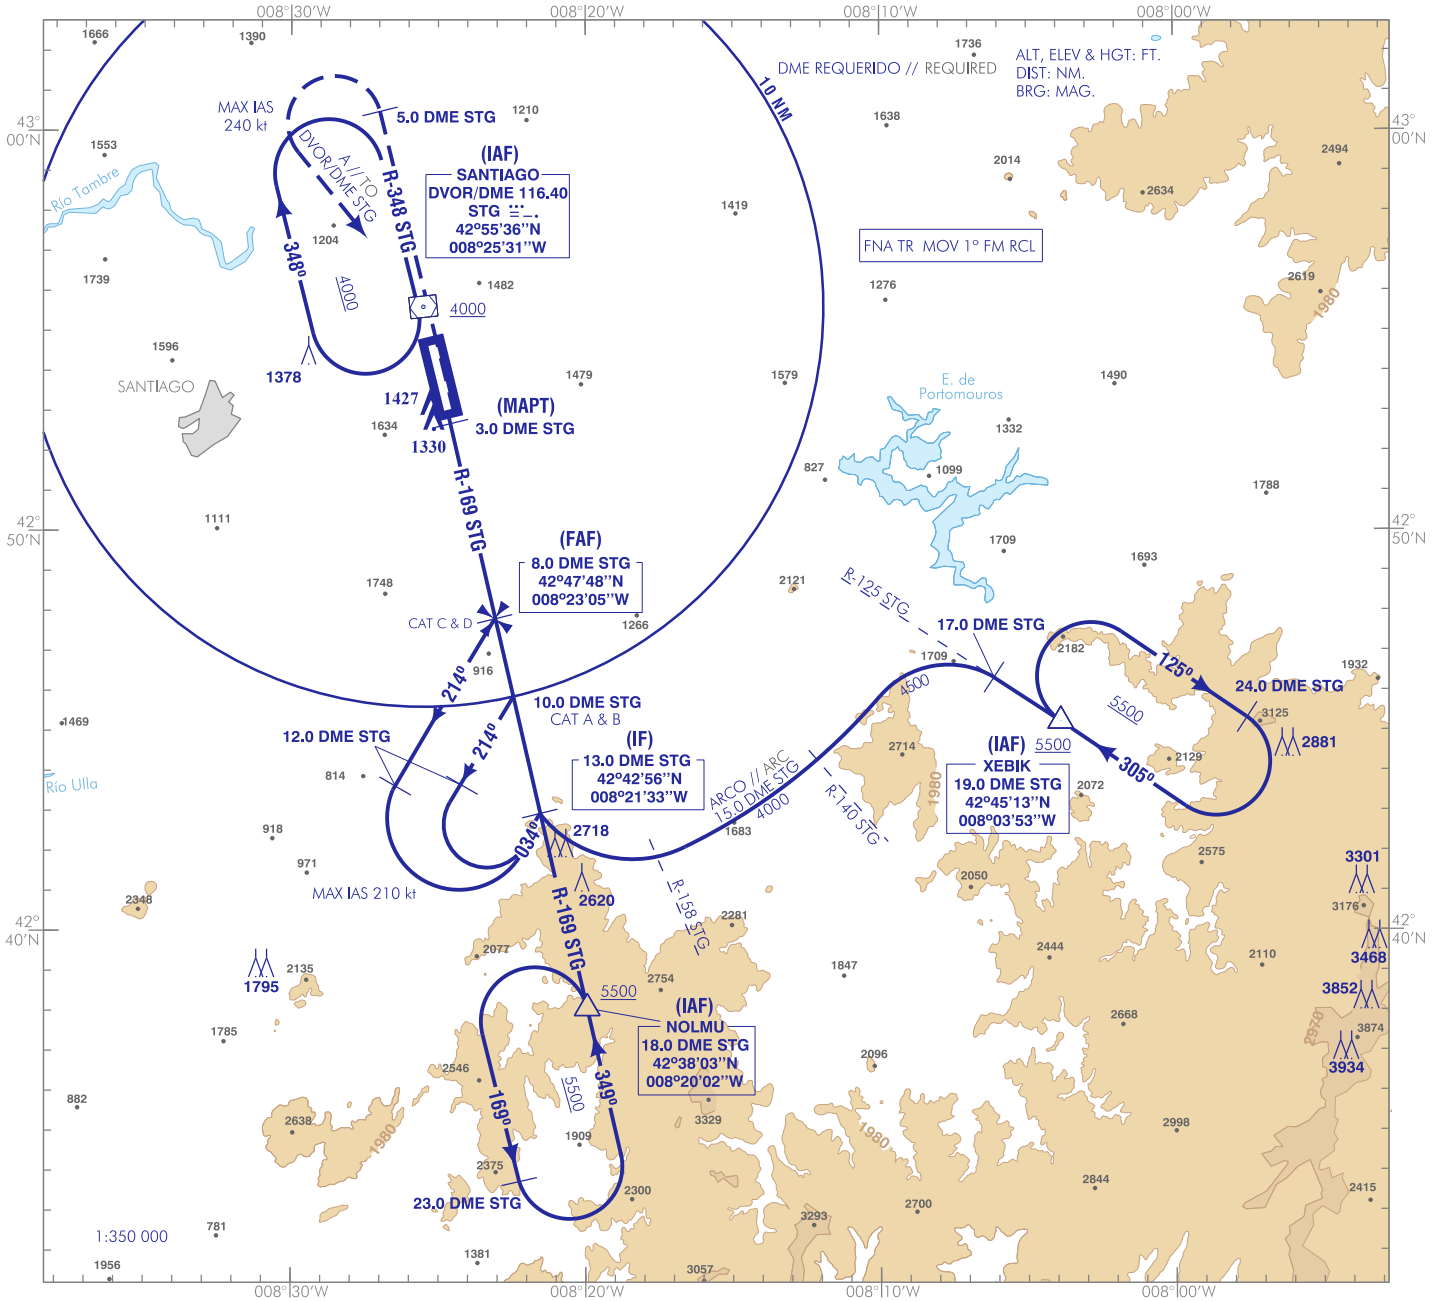 008°30'W
008°20'W
008°10'W
008°00'W
1666
1390
1736
DME REQUERIDO // REQUIRED
ALT, ELEV & HGT: FT.
DIST: NM.
BRG: MAG.
10 NM
MAX IAS
240 kt
5.0 DME STG
1210
1638
43°
00'N
43°
00'N
1553
A // TO
DVOR/DME STG
2014
2494
2634
Río Tambre
R-348 STG
(IAF)
SANTIAGO
DVOR/DME 116.40
STG
42°55'36''N
008°25'31''W
1419
1204
348°
4000
FNA TR MOV 1° FM RCL
1739
1482
1276
2619
1980
4000
1596
1378
SANTIAGO
1427
1479
1579
1490
E. de
Portomouros
(MAPT)
3.0 DME STG
1634
1330
1332
827
1099
1788
R-169 STG
1111
42°
50'N
42°
50'N
(FAF)
8.0 DME STG
42°47'48''N
008°23'05''W
1709
1693
1748
2121
R-125 STG
CAT C & D
1266
17.0 DME STG
916
1709
2182
125°
1932
214°
4500
24.0 DME STG
10.0 DME STG
CAT A & B
5500
3125
1469
12.0 DME STG
214°
(IF)
13.0 DME STG
42°42'56''N
008°21'33''W
2714
1980
(IAF)
5500
XEBIK
19.0 DME STG
42°45'13''N
008°03'53''W
305°
2129
2881
Río Ulla
814
ARCO // ARC
15.0 DME STG
4000
R-140 STG
2072
918
034°
2718
1683
971
MAX IAS 210 kt
2620
2575
3301
2050
3176
2348
R-158 STG
2281
42°
40'N
42°
40'N
R-169 STG
2077
2444
2110
3468
1795
2135
2754
1847
3852
5500
(IAF)
NOLMU
18.0 DME STG
42°38'03''N
008°20'02''W
1785
2668
2970
3874
3934
2546
5500
349°
169°
2096
882
3329
2638
1980
1909
1980
2998
2375
2844
23.0 DME STG
2300
2700
2415
3293
1:350 000
781
1381
1956
3057
008°30'W
008°20'W
008°10'W
008°00'W